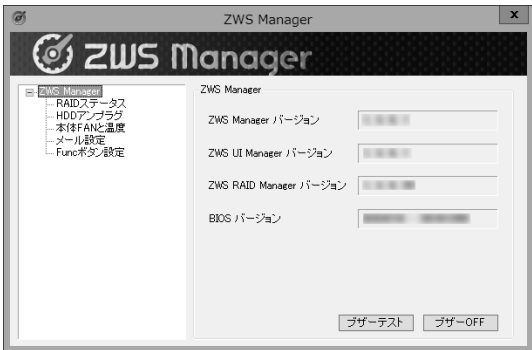 ZWS Manager
x
ZWS Manager
ZWS Manager
RAIDステータス
HDDアンプラグ
本体FANと温度
メール設定
Funcボタン設定
ZWS Manager
ZWS Manager バージョン
ZWS UI Manager バージョン
ZWS RAID Manager バージョン
BIOS バージョン
ブザーテスト
ブザーOFF